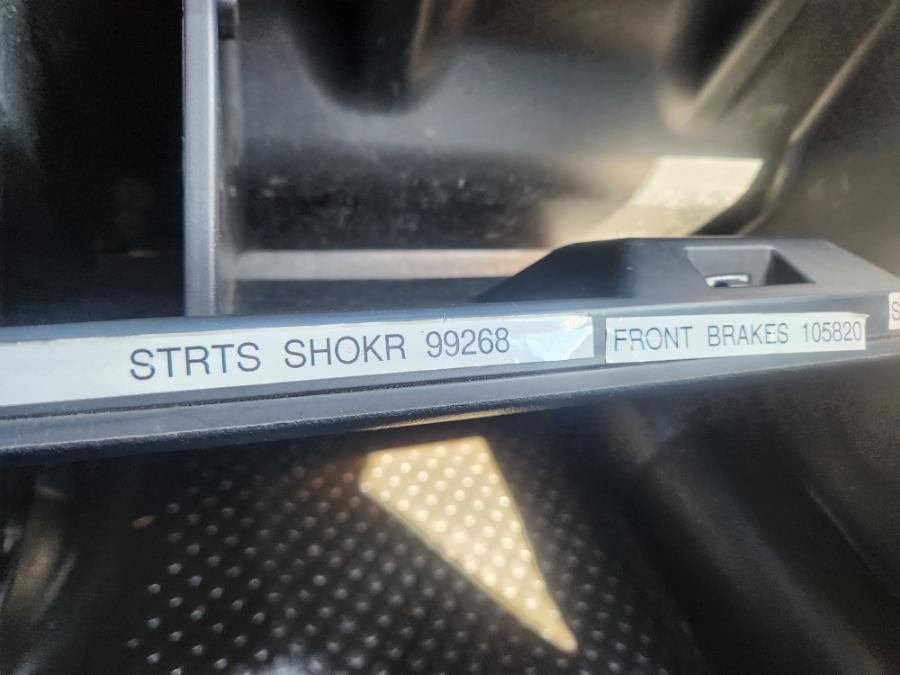 STRTS SHOKR 99268
FRONT BRAKES 105820
S